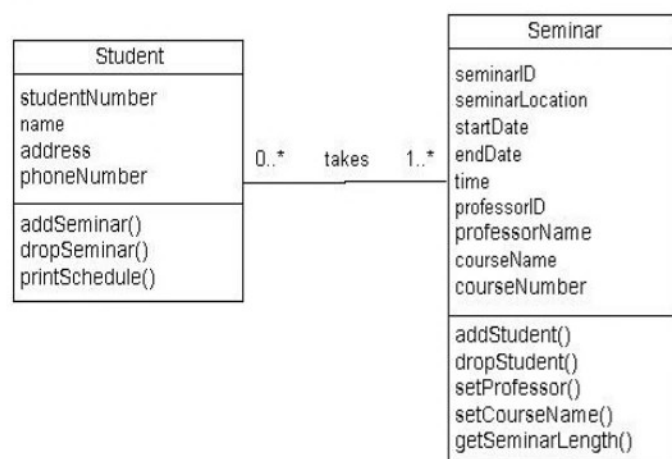 Student
studentNumber
name
address
phoneNumber
addSeminar()
dropSeminar()
printSchedule()
0..* takes 1..*
Seminar
seminarID
seminarLocation
startDate
endDate
time
professorID
professorName
courseName
courseNumber
addStudent()
dropStudent()
setProfessor()
setCourseName()
getSeminarLength()